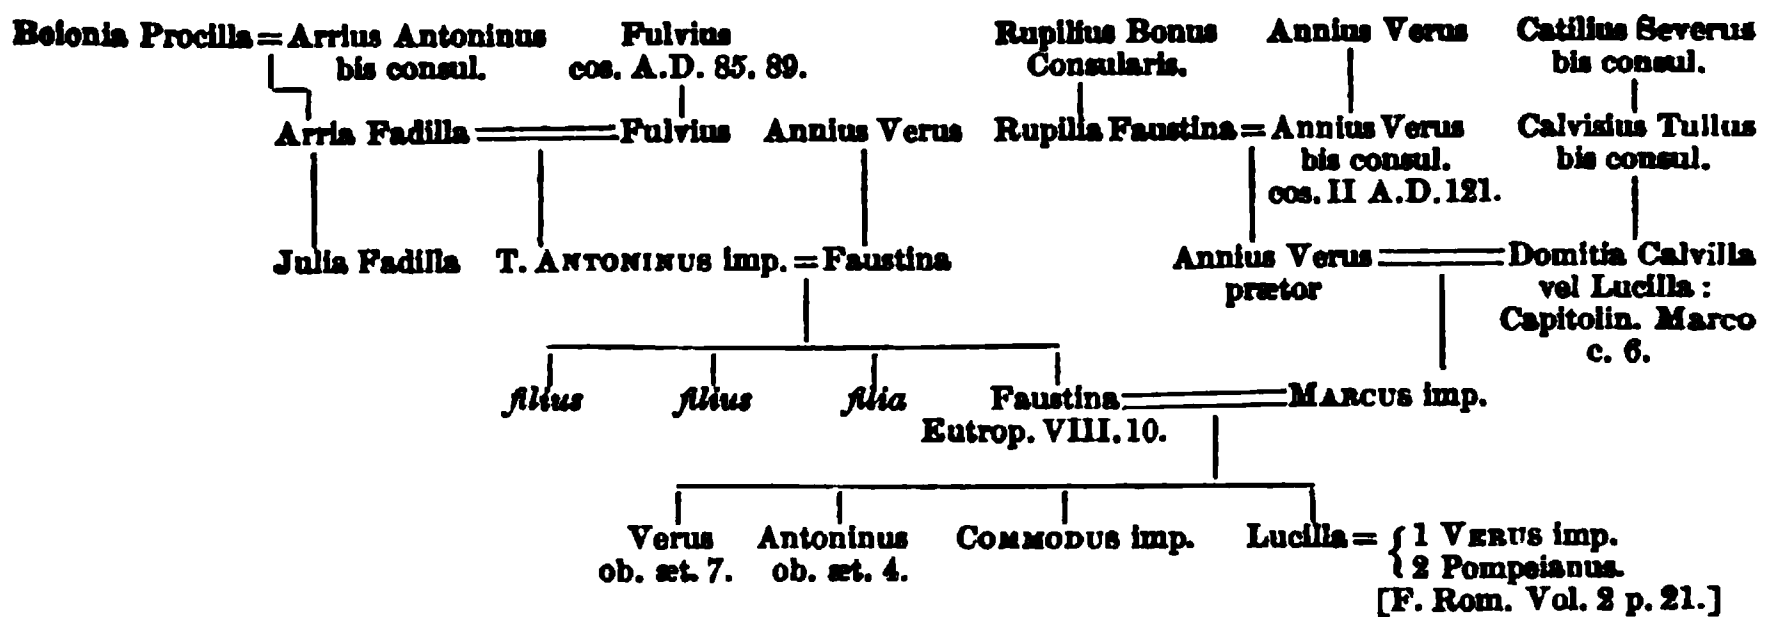 Boionia Procilla = Arrius Antoninus Fulvius Rupilius Bonus Annius Verus Catilius Severus
bis consul. cos. A.D. 85. 89. Consularis. bis consul.
Arria Fadilla = Fulvius Annius Verus Rupilia Faustina = Annius Verus Calvisius Tullus
bis consul. bis consul.
cos. II A.D. 121.
Julia Fadilla T. ANTONINUS imp. = Faustina Annius Verus = Domitia Calvilla
prætor vel Lucilla :
Capitolin. Marco
c. 6.
filius filius filia Faustina = MARCUS imp.
Eutrop. VIII. 10.
Verus Antoninus COMMODUS imp. Lucilla = { 1 VERUS imp.
ob. æt. 7. ob. æt. 4. 2 Pompeianus.
[F. Rom. Vol. 2 p. 21.]